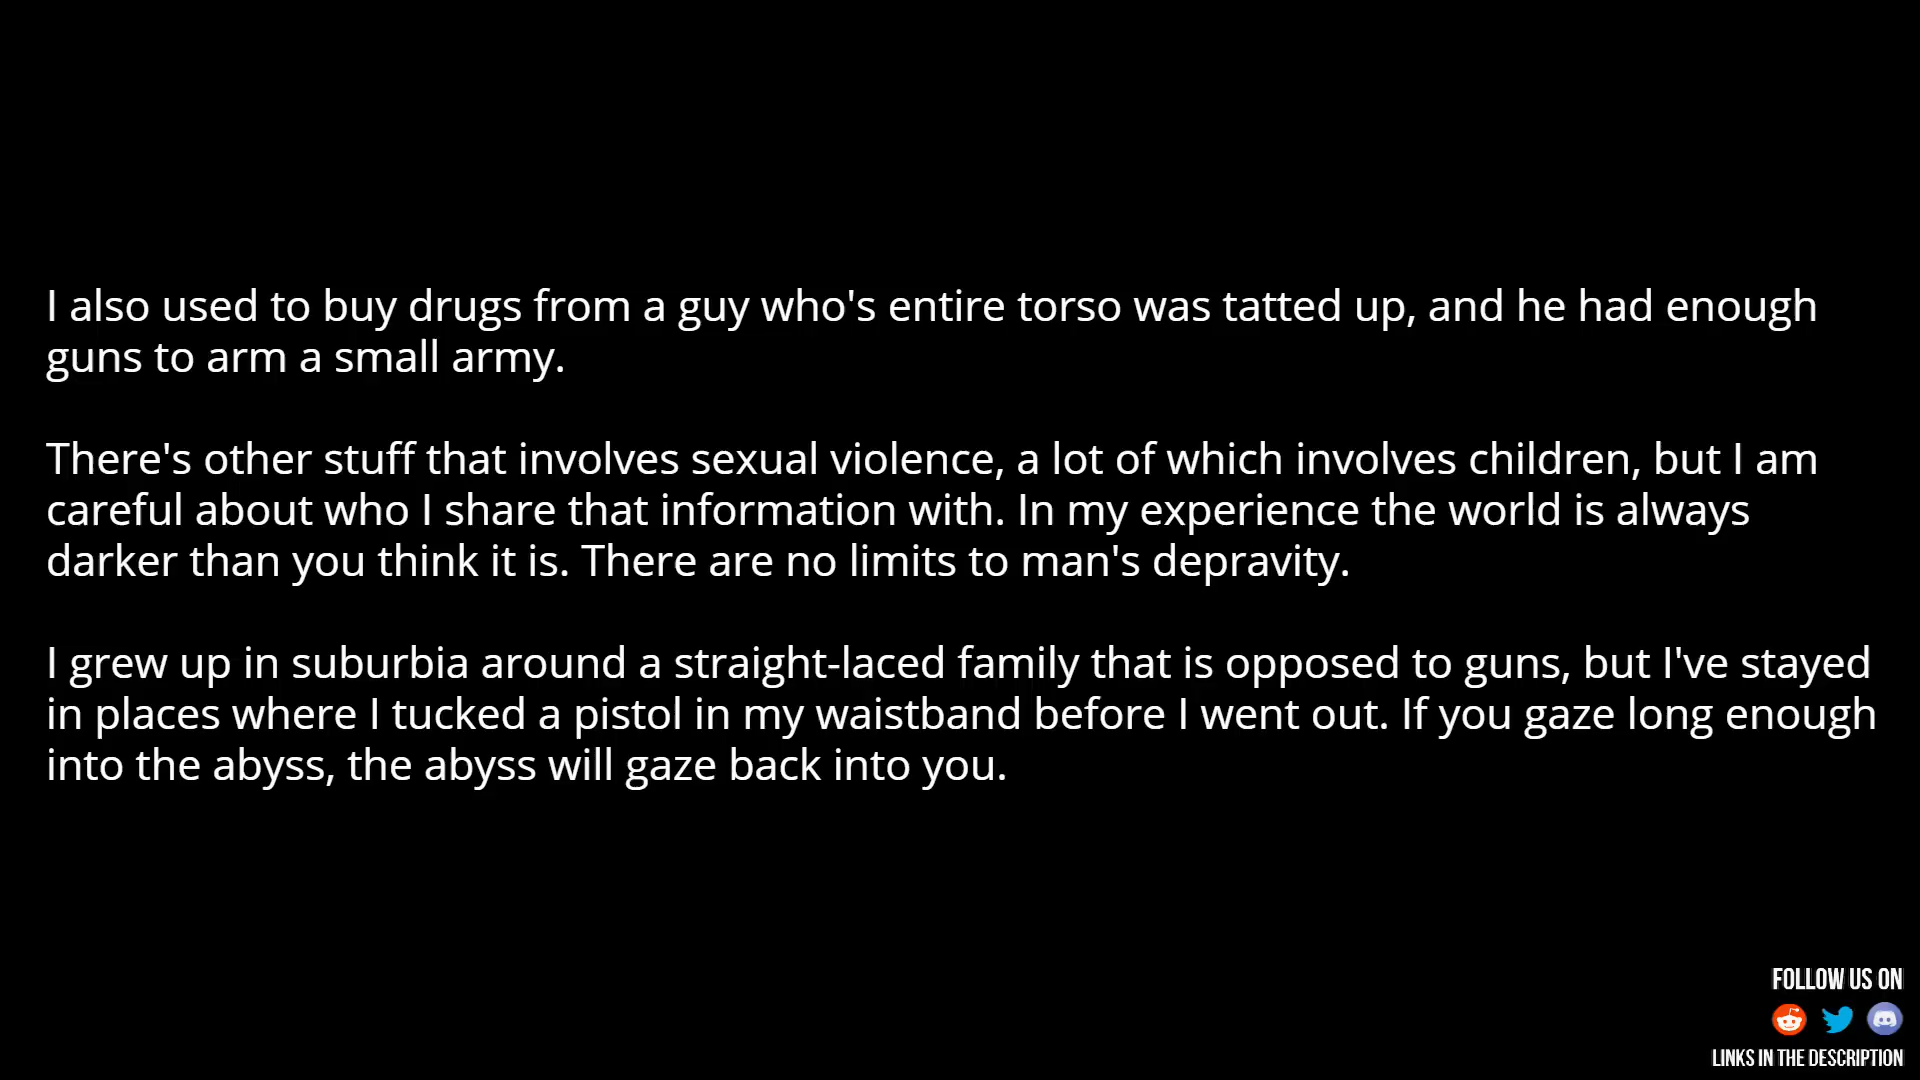 I also used to buy drugs from a guy who's entire torso was tatted up, and he had enough
guns to arm a small army.
There's other stuff that involves sexual violence, a lot of which involves children, but I am
careful about who I share that information with. In my experience the world is always
darker than you think it is. There are no limits to man's depravity.
I grew up in suburbia around a straight-laced family that is opposed to guns, but I've stayed
in places where I tucked a pistol in my waistband before I went out. If you gaze long enough
into the abyss, the abyss will gaze back into you.
FOLLOW US ON
LINKS IN THE DESCRIPTION